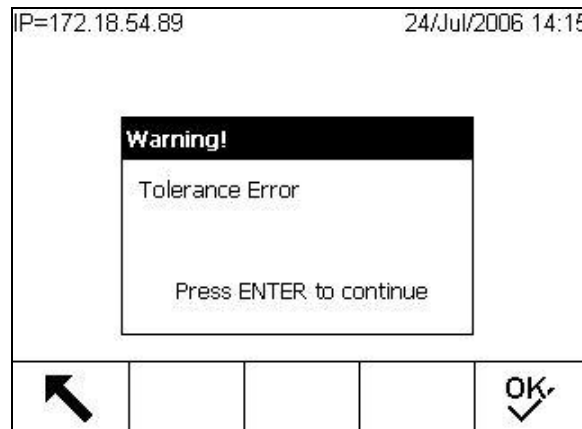 IP=172.18.54.89 24/Jul/2006 14:15
Warning!
Tolerance Error
Press ENTER to continue
OK